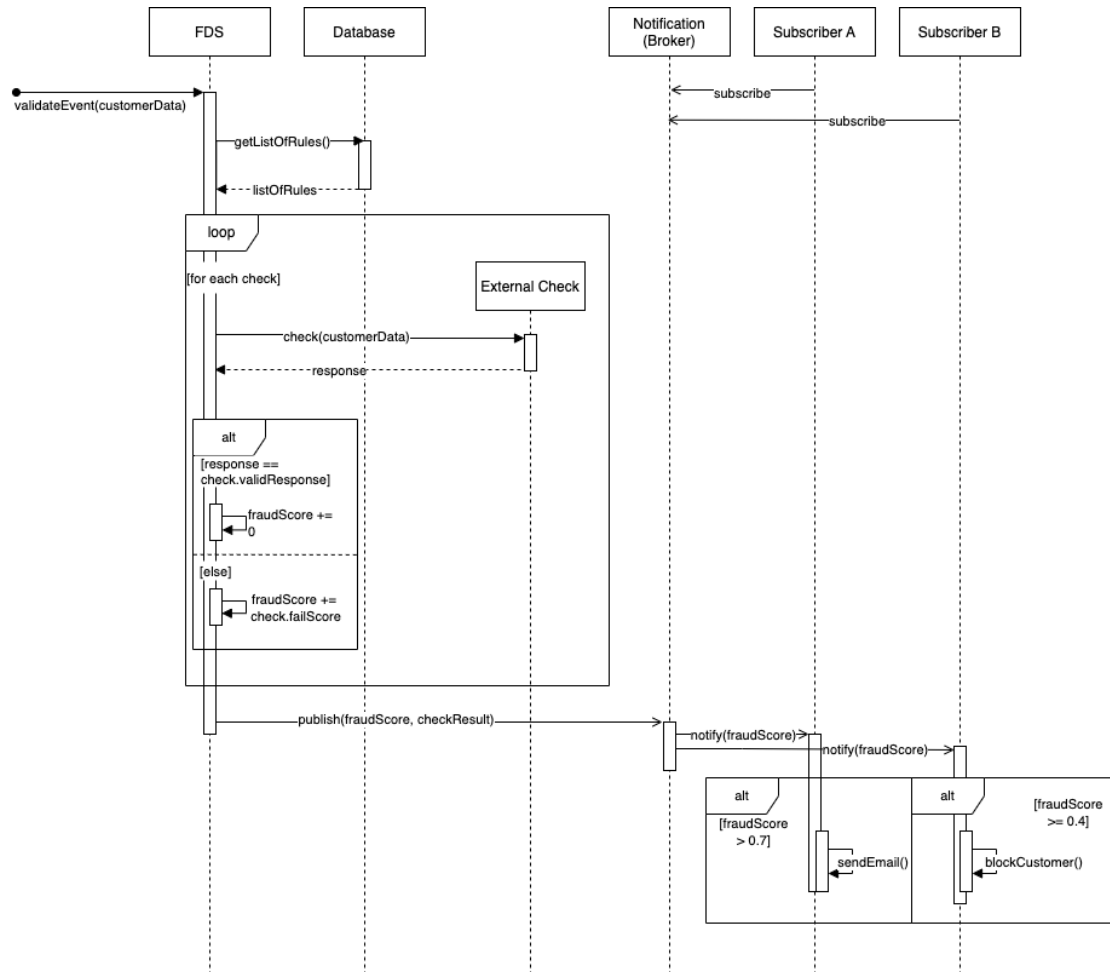 FDS
Database
Notification
(Broker)
Subscriber A
Subscriber B
validateEvent(customerData)
subscribe
subscribe
getListOfRules()
listOfRules
loop
[for each check]
External Check
check(customerData)
response
alt
[response ==
check.validResponse]
fraudScore +=
0
[else]
fraudScore +=
check.failScore
publish(fraudScore, checkResult)
notify(fraudScore)
notify(fraudScore)
alt
[fraudScore
> 0.7]
sendEmail()
alt
[fraudScore
>= 0.4]
blockCustomer()